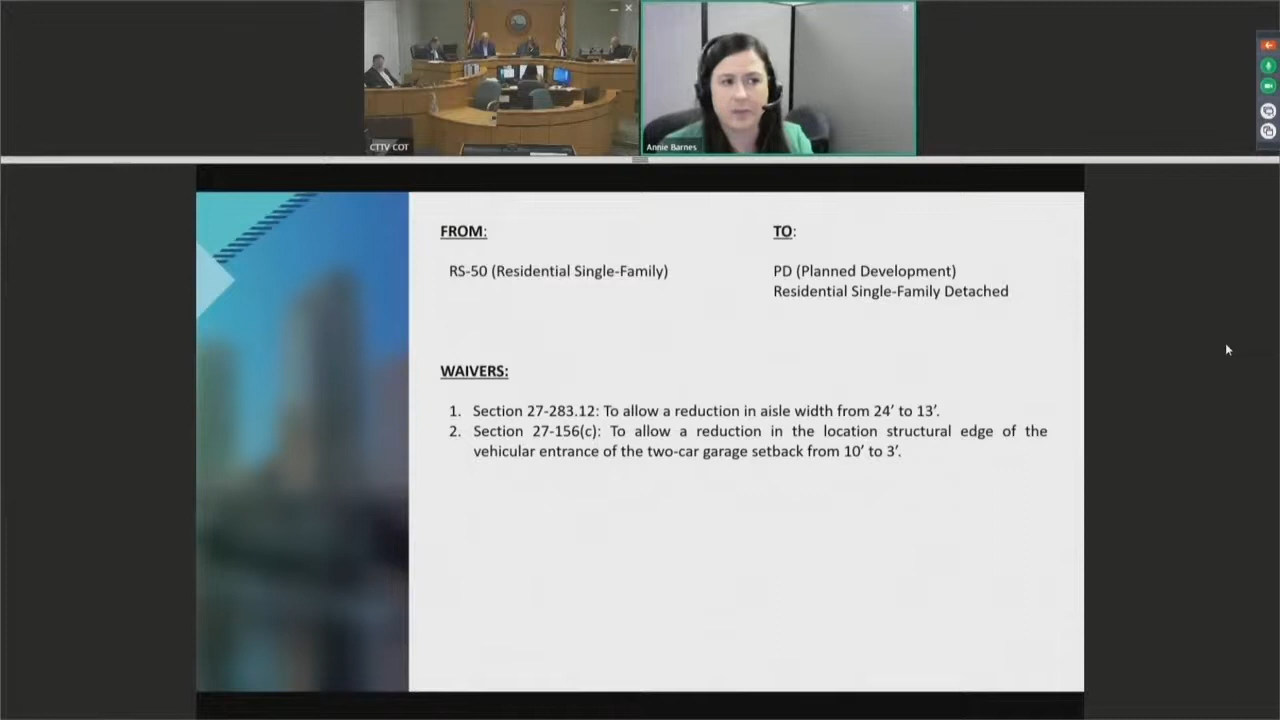 CTTV COT
Annie Barnes
FROM:
TO:
RS-50 (Residential Single-Family)
PD (Planned Development)
Residential Single-Family Detached
WAIVERS:
1. Section 27-283.12: To allow a reduction in aisle width from 24’ to 13’.
2. Section 27-156(c): To allow a reduction in the location structural edge of the
vehicular entrance of the two-car garage setback from 10’ to 3’.